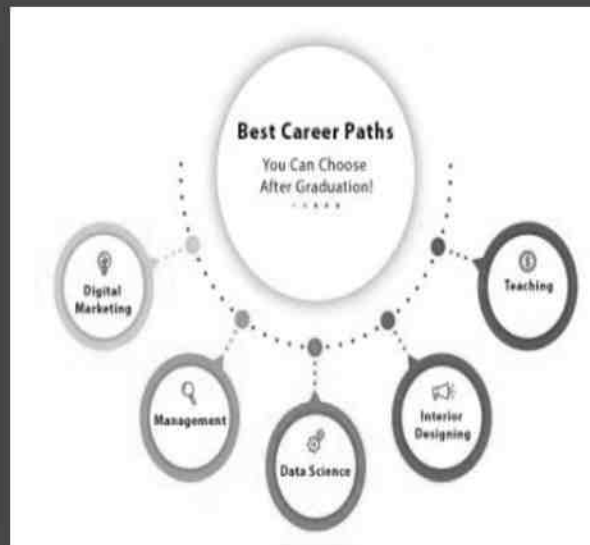 Best Career Paths
You Can Choose
After Graduation!
Digital
Marketing
Management
Data Science
Interior
Designing
Teaching